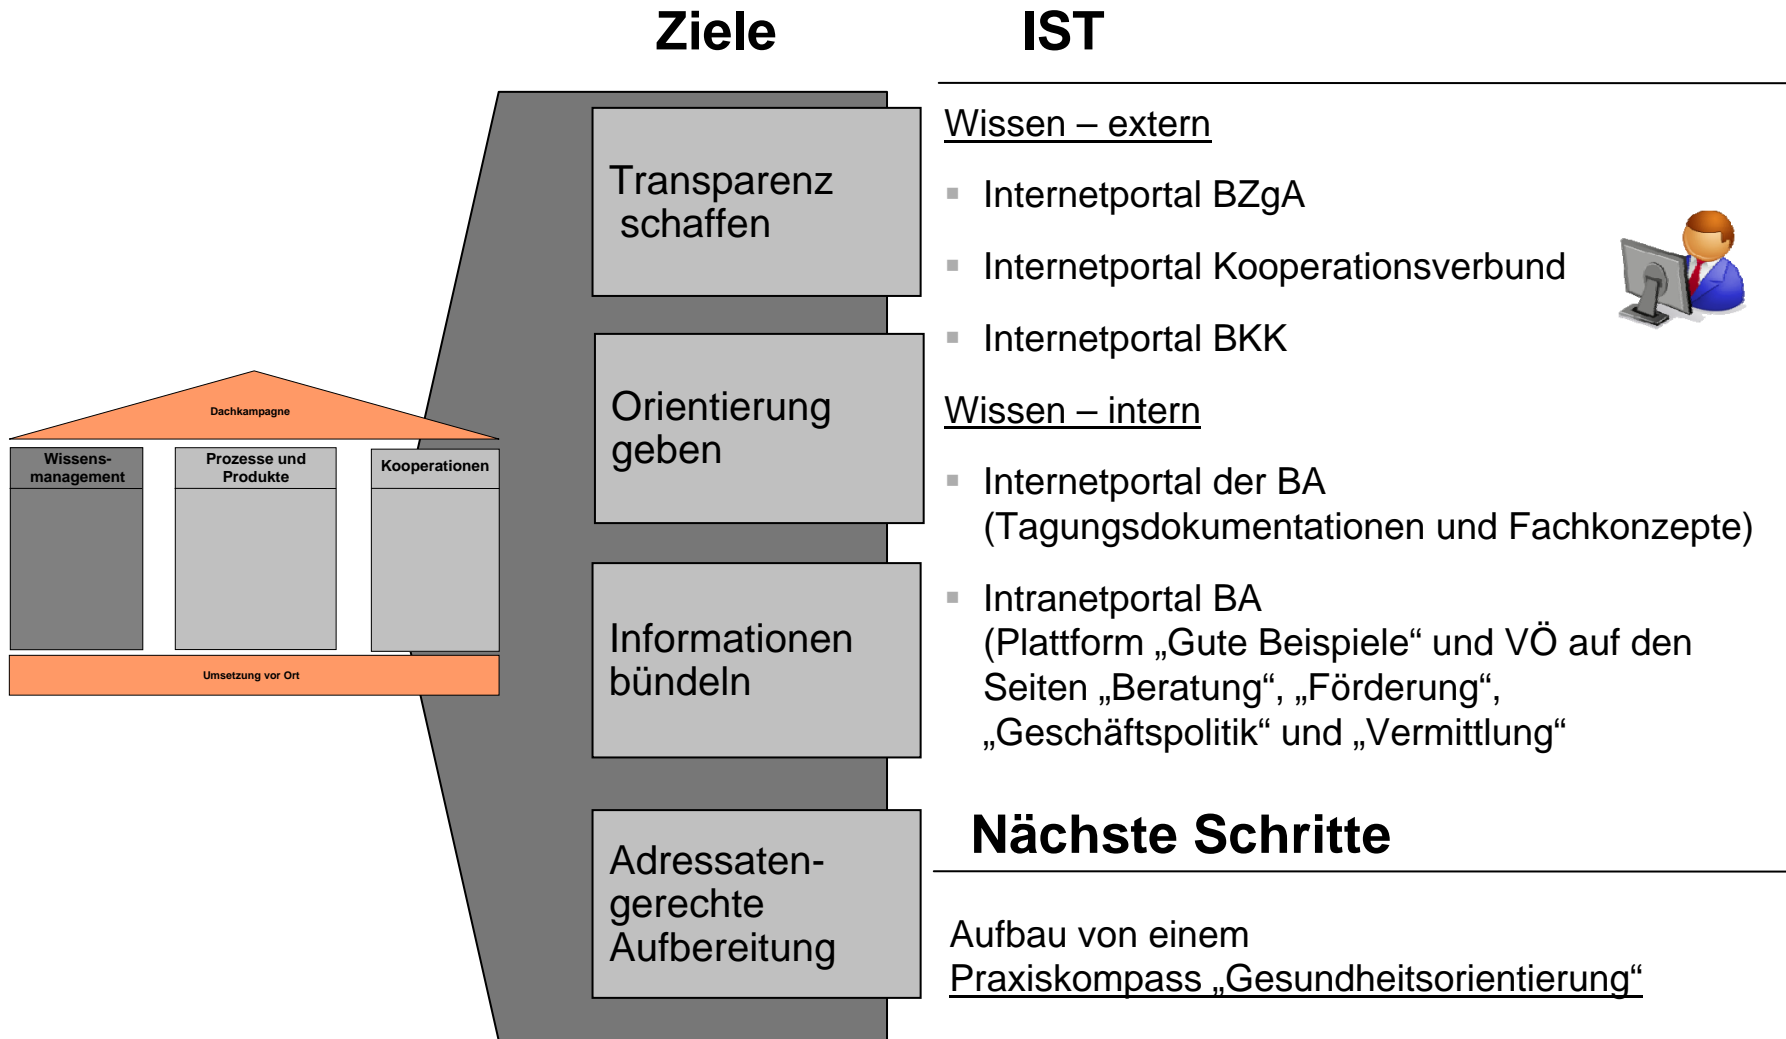 Ziele
IST
Dachkampagne
Wissens-
management
Prozesse und
Produkte
Kooperationen
Umsetzung vor Ort
Transparenz
schaffen
Orientierung
geben
Informationen
bündeln
Adressaten-
gerechte
Aufbereitung
Wissen – extern
Internetportal BZgA
Internetportal Kooperationsverbund
Internetportal BKK
Wissen – intern
Internetportal der BA
(Tagungsdokumentationen und Fachkonzepte)
Intranetportal BA
(Plattform „Gute Beispiele“ und VÖ auf den
Seiten „Beratung“, „Förderung“,
„Geschäftspolitik“ und „Vermittlung“
Nächste Schritte
Aufbau von einem
Praxiskompass „Gesundheitsorientierung“